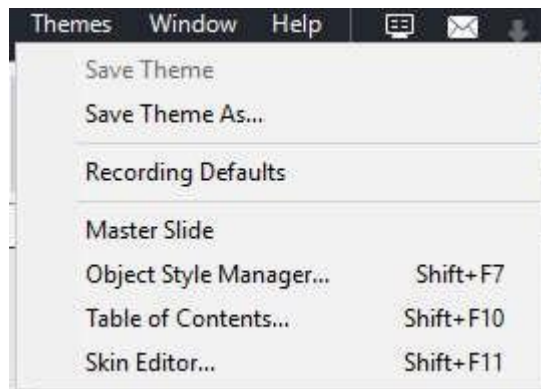 Themes Window Help
Save Theme
Save Theme As...
Recording Defaults
Master Slide
Object Style Manager... Shift+F7
Table of Contents... Shift+F10
Skin Editor... Shift+F11